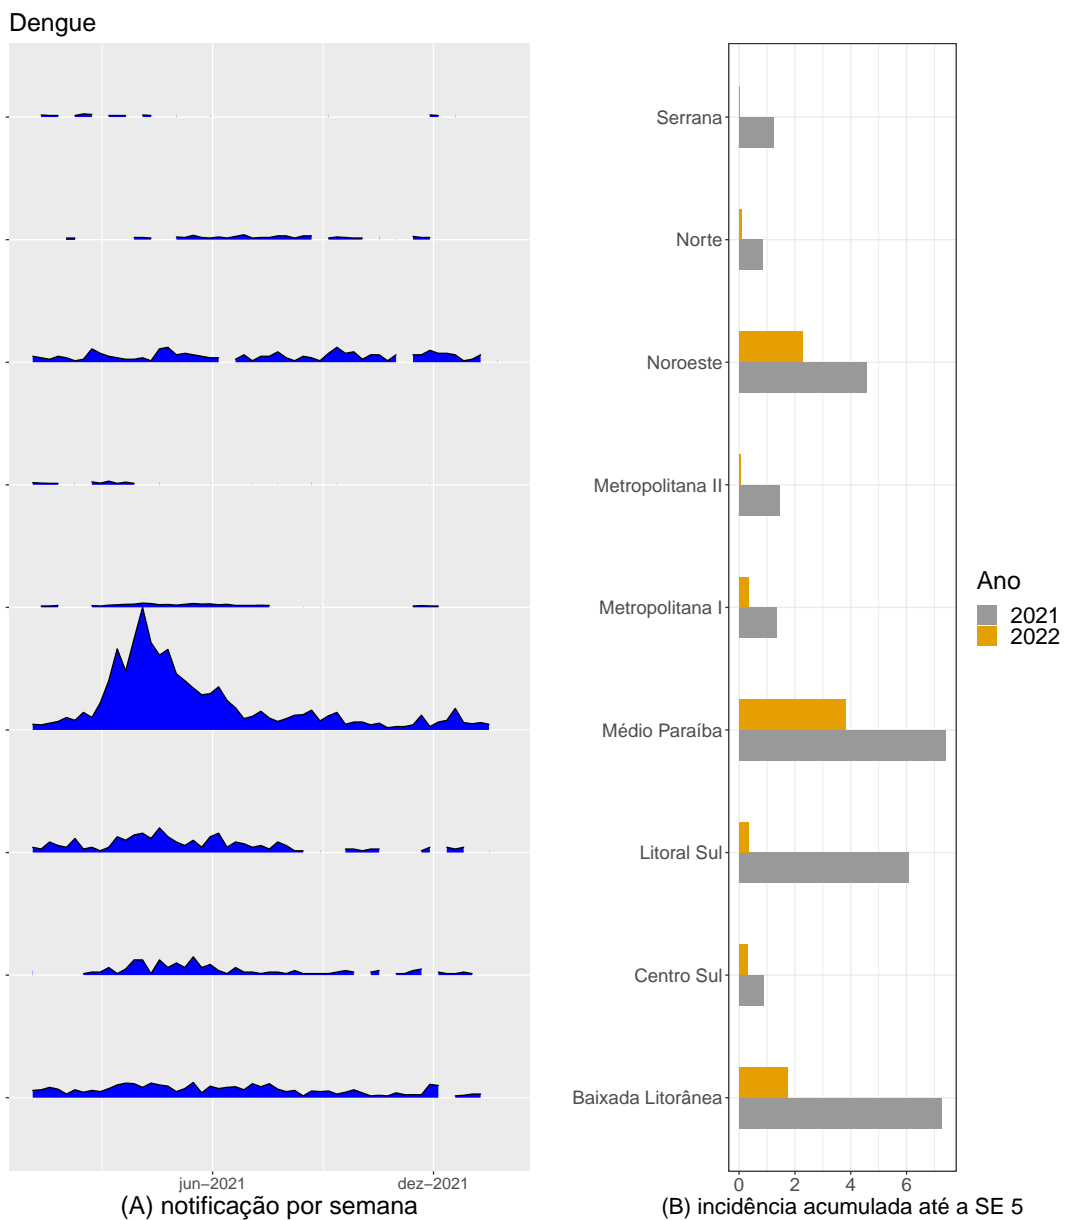 Dengue
Serrana
Norte
Noroeste
Metropolitana II
Metropolitana I
Médio Paraíba
Litoral Sul
Centro Sul
Baixada Litorânea
jun−2021
dez−2021
(A) notificação por semana
0
2
4
6
(B) incidência acumulada até a SE 5
Ano
2021
2022